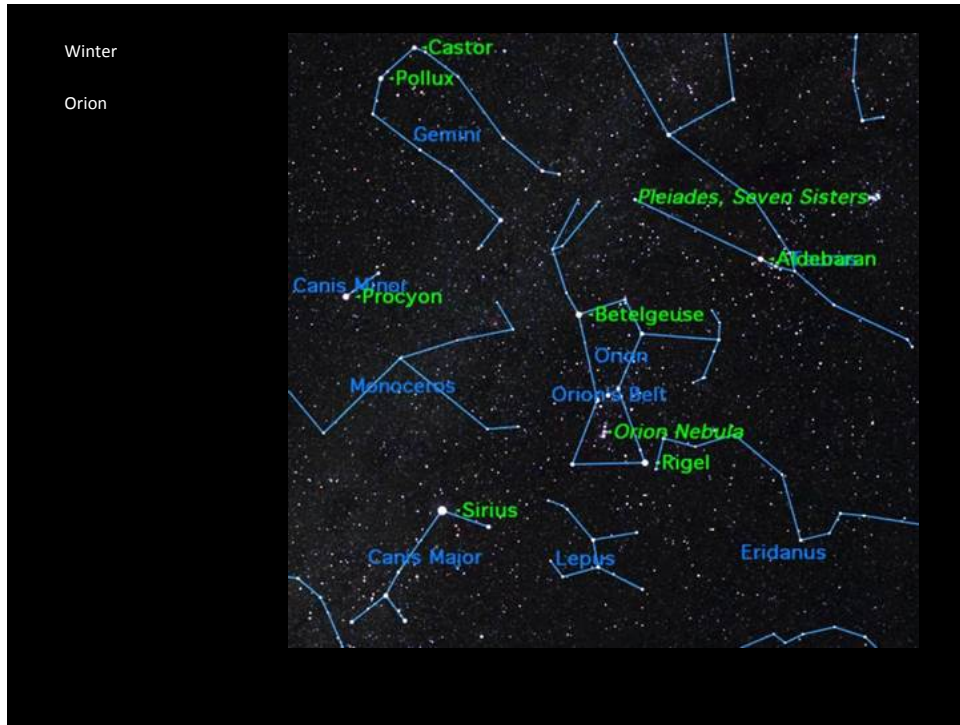 Winter
Orion
Castor
Pollux
Gemini
Pleiades, Seven Sisters
Aldebaran
Canis Minor
Procyon
Betelgeuse
Orion
Monoceros
Orion's Belt
Orion Nebula
Rigel
Sirius
Canis Major
Lepus
Eridanus